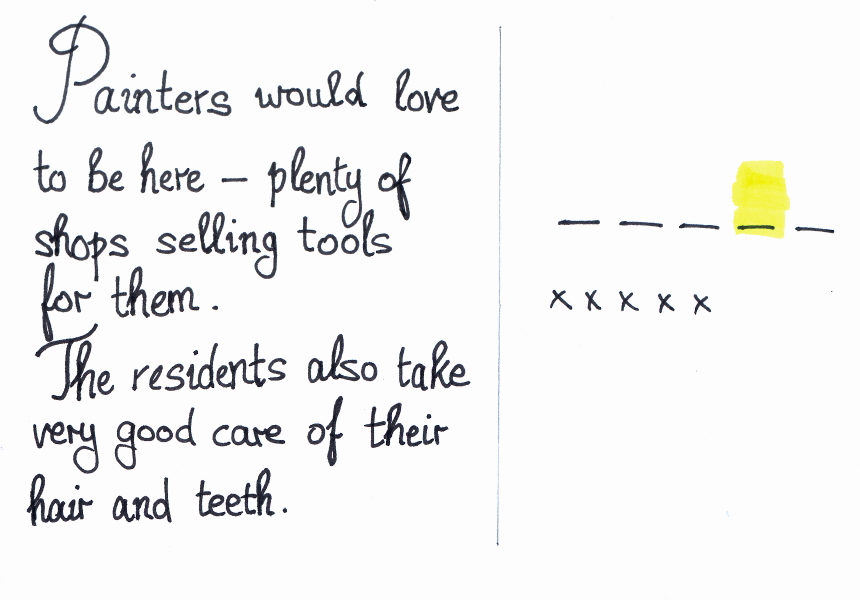 Painters would love
to be here – plenty of
shops selling tools
for them.
The residents also take
very good care of their
hair and teeth.
_ _ _ _ _
x x x x x